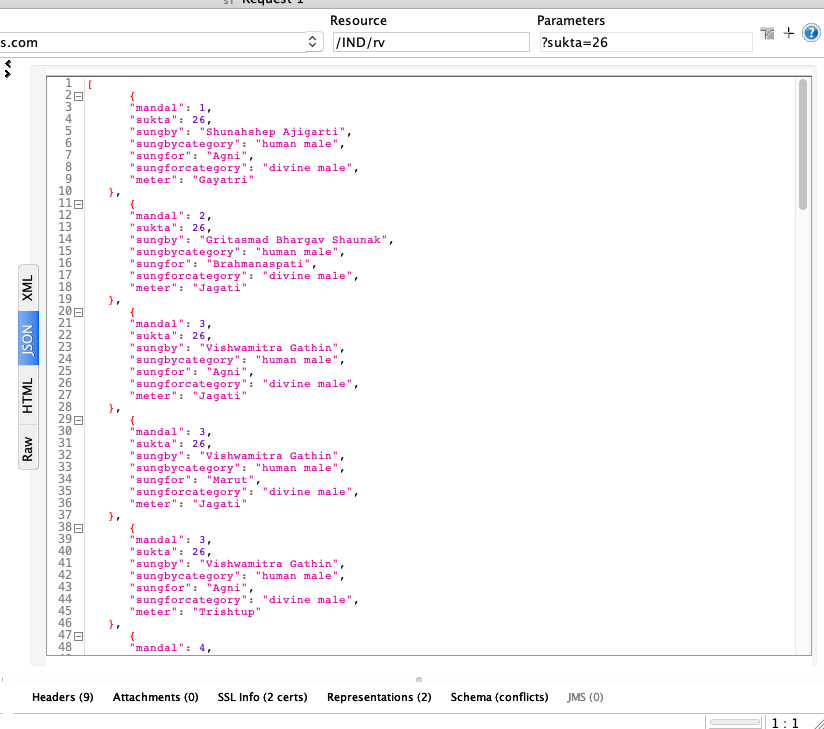 Request 1
Resource
Parameters
s.com
/IND/rv
?sukta=26
+
?
XML
JSON
HTML
Raw
1 [
2 {
3 "mandal": 1,
4 "sukta": 26,
5 "sungby": "Shunahshep Ajigarti",
6 "sungbycategory": "human male",
7 "sungfor": "Agni",
8 "sungforcategory": "divine male",
9 "meter": "Gayatri"
10 },
11 {
12 "mandal": 2,
13 "sukta": 26,
14 "sungby": "Gritasmad Bhargav Shaunak",
15 "sungbycategory": "human male",
16 "sungfor": "Brahmanaspati",
17 "sungforcategory": "divine male",
18 "meter": "Jagati"
19 },
20 {
21 "mandal": 3,
22 "sukta": 26,
23 "sungby": "Vishwamitra Gathin",
24 "sungbycategory": "human male",
25 "sungfor": "Agni",
26 "sungforcategory": "divine male",
27 "meter": "Jagati"
28 },
29 {
30 "mandal": 3,
31 "sukta": 26,
32 "sungby": "Vishwamitra Gathin",
33 "sungbycategory": "human male",
34 "sungfor": "Marut",
35 "sungforcategory": "divine male",
36 "meter": "Jagati"
37 },
38 {
39 "mandal": 3,
40 "sukta": 26,
41 "sungby": "Vishwamitra Gathin",
42 "sungbycategory": "human male",
43 "sungfor": "Agni",
44 "sungforcategory": "divine male",
45 "meter": "Trishtup"
46 },
47 {
48 "mandal": 4,
Headers (9) Attachments (0) SSL Info (2 certs) Representations (2) Schema (conflicts) JMS (0)
1 : 1